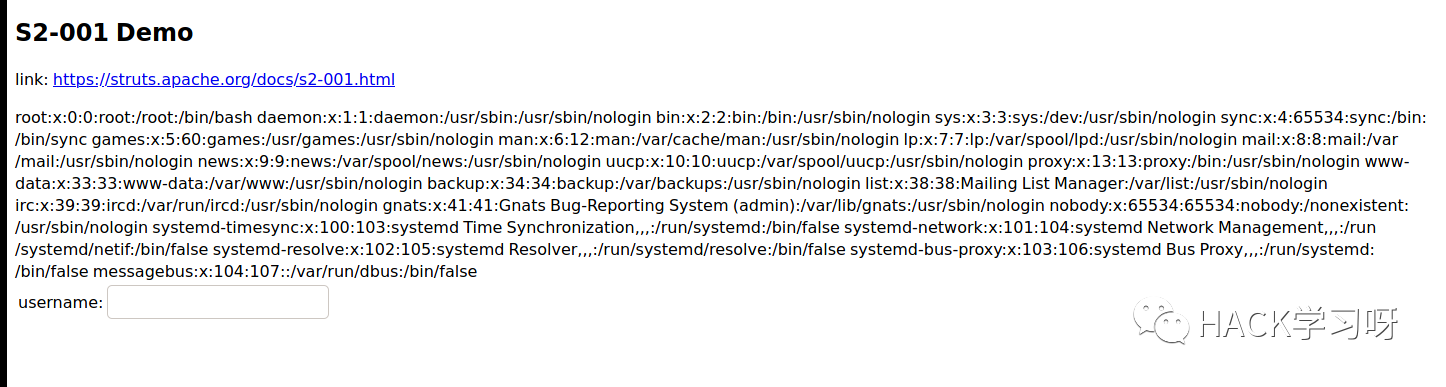 S2-001 Demo
link: https://struts.apache.org/docs/s2-001.html
root:x:0:0:root:/root:/bin/bash daemon:x:1:1:daemon:/usr/sbin:/usr/sbin/nologin bin:x:2:2:bin:/bin:/usr/sbin/nologin sys:x:3:3:sys:/dev:/usr/sbin/nologin sync:x:4:65534:sync:/bin:
/bin/sync games:x:5:60:games:/usr/games:/usr/sbin/nologin man:x:6:12:man:/var/cache/man:/usr/sbin/nologin lp:x:7:7:lp:/var/spool/lpd:/usr/sbin/nologin mail:x:8:8:mail:/var
/mail:/usr/sbin/nologin news:x:9:9:news:/var/spool/news:/usr/sbin/nologin uucp:x:10:10:uucp:/var/spool/uucp:/usr/sbin/nologin proxy:x:13:13:proxy:/bin:/usr/sbin/nologin www-
data:x:33:33:www-data:/var/www:/usr/sbin/nologin backup:x:34:34:backup:/var/backups:/usr/sbin/nologin list:x:38:38:Mailing List Manager:/var/list:/usr/sbin/nologin
irc:x:39:39:ircd:/var/run/ircd:/usr/sbin/nologin gnats:x:41:41:Gnats Bug-Reporting System (admin):/var/lib/gnats:/usr/sbin/nologin nobody:x:65534:65534:nobody:/nonexistent:
/usr/sbin/nologin systemd-timesync:x:100:103:systemd Time Synchronization,,,:/run/systemd:/bin/false systemd-network:x:101:104:systemd Network Management,,,:/run
/systemd/netif:/bin/false systemd-resolve:x:102:105:systemd Resolver,,,:/run/systemd/resolve:/bin/false systemd-bus-proxy:x:103:106:systemd Bus Proxy,,,:/run/systemd:
/bin/false messagebus:x:104:107::/var/run/dbus:/bin/false
username:
HACK学习呀